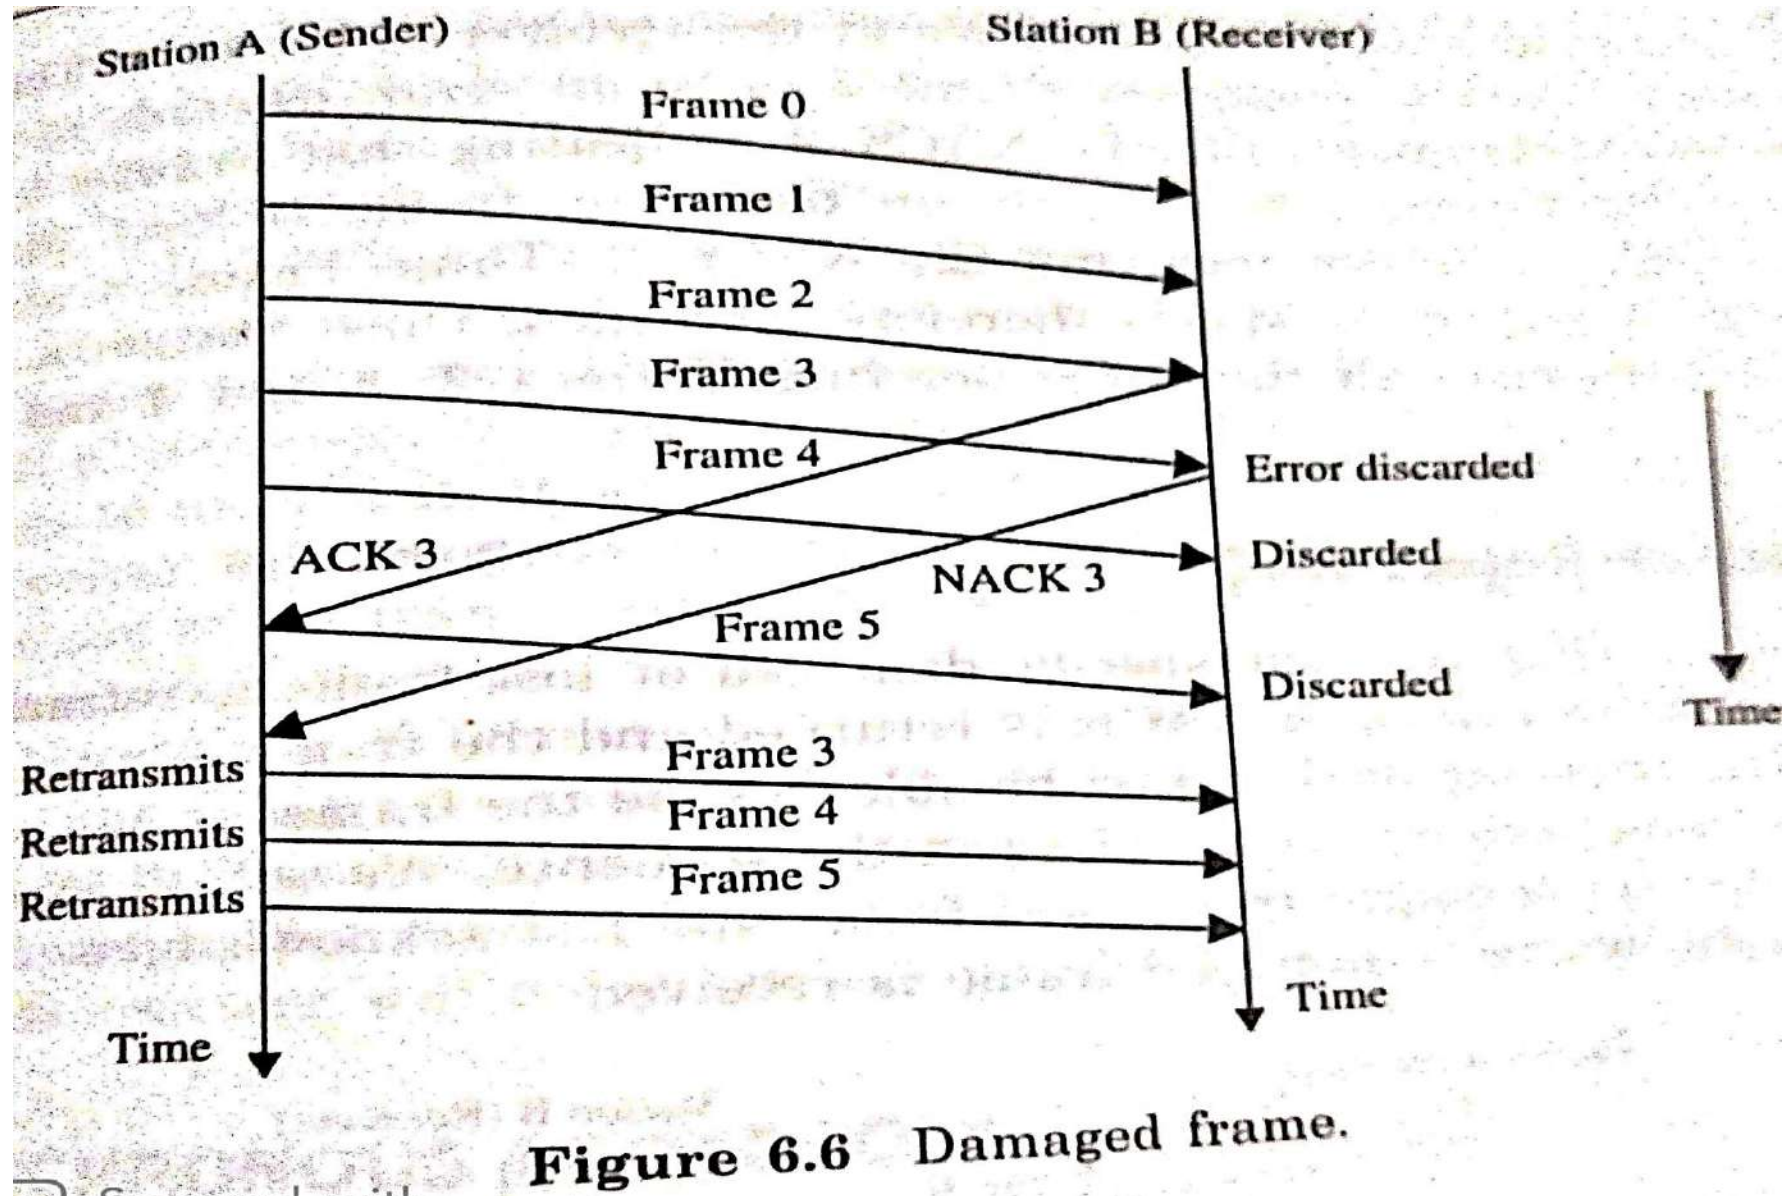 Station A (Sender)
Station B (Receiver)
Frame 0
Frame 1
Frame 2
Frame 3
Frame 4
Error discarded
ACK 3
Discarded
NACK 3
Frame 5
Discarded
Time
Retransmits
Frame 3
Retransmits
Frame 4
Retransmits
Frame 5
Time
Time
Figure 6.6 Damaged frame.